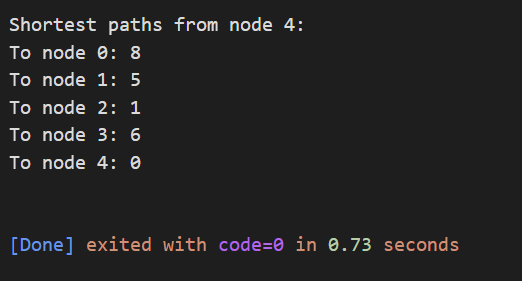 Shortest paths from node 4:
To node 0: 8
To node 1: 5
To node 2: 1
To node 3: 6
To node 4: 0
[Done] exited with code=0 in 0.73 seconds